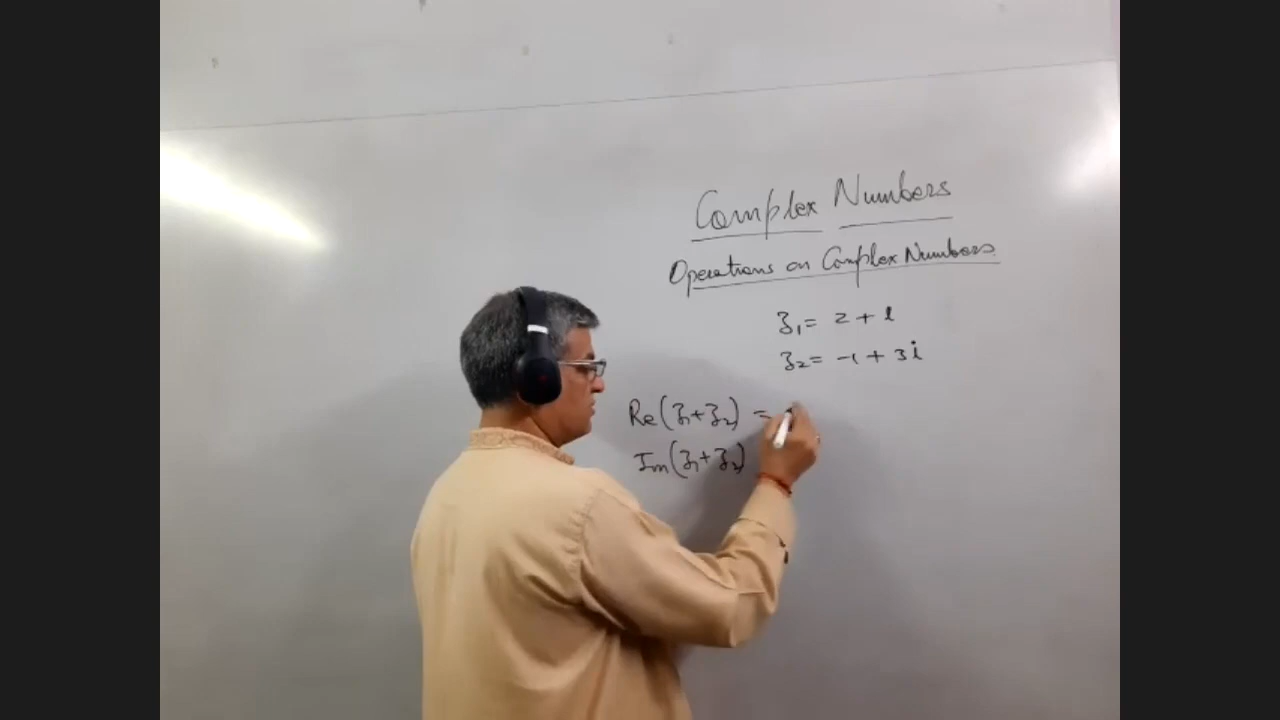 Complex Numbers
Operations on Complex Numbers
z₁ = 2 + i
z₂ = -1 + 3i
Re(z₁+z₂) =
Im(z₁+z₂)